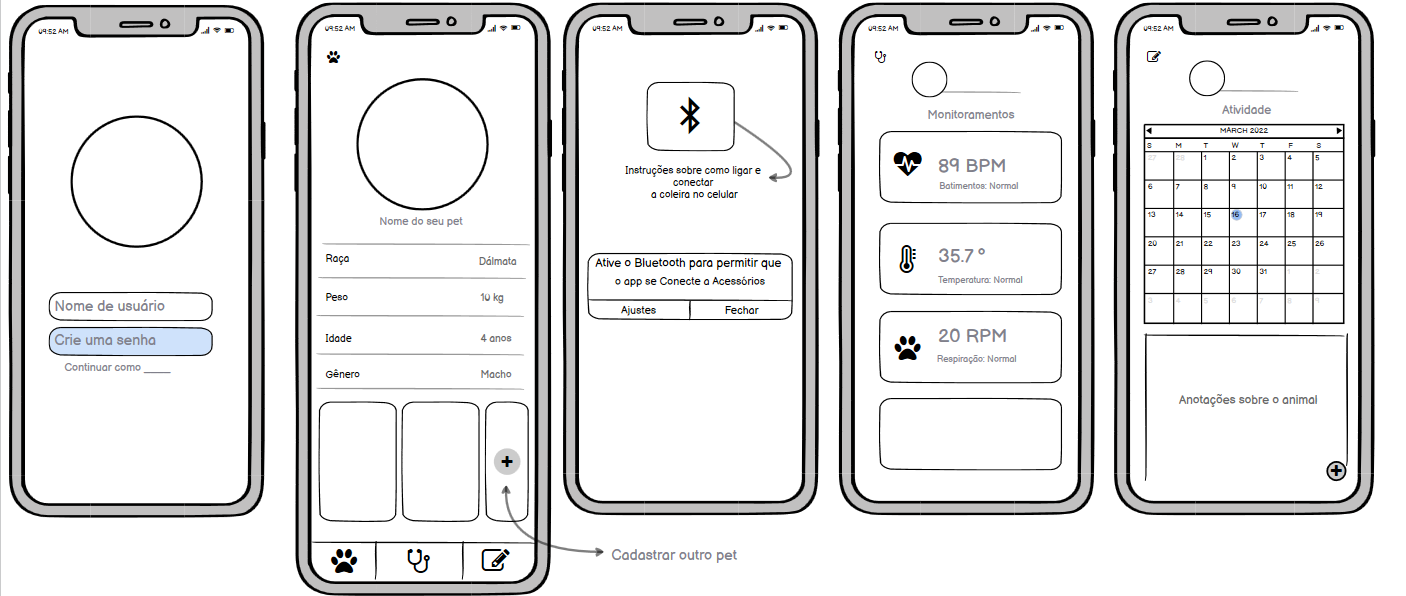 09:52 AM
Nome de usuário
Crie uma senha
Continuar como ____
09:52 AM
Nome do seu pet
Raça Dálmata
Peso 10 kg
Idade 4 anos
Gênero Macho
Cadastrar outro pet
09:52 AM
Instruções sobre como ligar e
conectar
a coleira no celular
Ative o Bluetooth para permitir que
o app se Conecte a Acessórios
Ajustes Fechar
09:52 AM
Monitoramentos
89 BPM
Batimentos: Normal
35.7 º
Temperatura: Normal
20 RPM
Respiração: Normal
09:52 AM
Atividade
MARCH 2022
S M T W T F S
27 28 1 2 3 4 5
6 7 8 9 10 11 12
13 14 15 16 17 18 19
20 21 22 23 24 25 26
27 28 29 30 31 1 2
3 4 5 6 7 8 9
Anotações sobre o animal